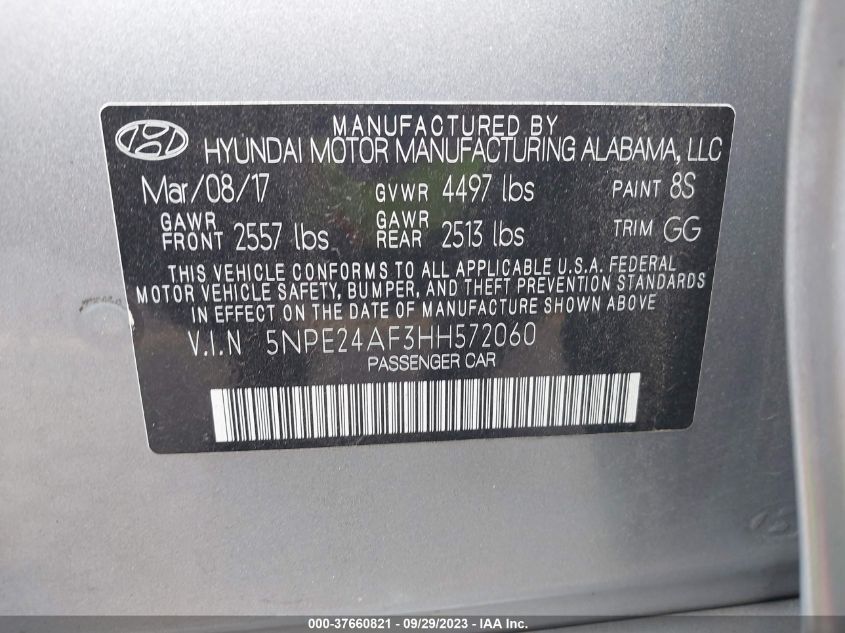 MANUFACTURED BY
HYUNDAI MOTOR MANUFACTURING ALABAMA, LLC
Mar/08/17 GVWR 4497 lbs PAINT 8S
GAWR FRONT 2557 lbs GAWR REAR 2513 lbs TRIM GG
THIS VEHICLE CONFORMS TO ALL APPLICABLE U.S.A. FEDERAL
MOTOR VEHICLE SAFETY, BUMPER, AND THEFT PREVENTION STANDARDS
IN EFFECT ON THE DATE OF MANUFACTURE SHOWN ABOVE
V.I.N 5NPE24AF3HH572060
PASSENGER CAR
000-37660821 - 09/29/2023 - IAA Inc.